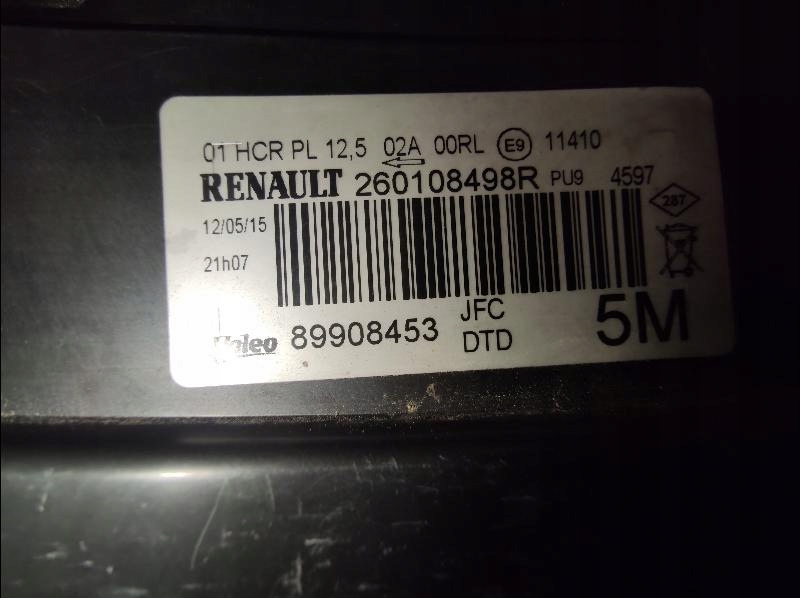 01 HCR PL 12,5 02A 00RL E9 11410
RENAULT 260108498R PU9 4597
287
12/05/15
21h07
Valeo 89908453
JFC
DTD
5M